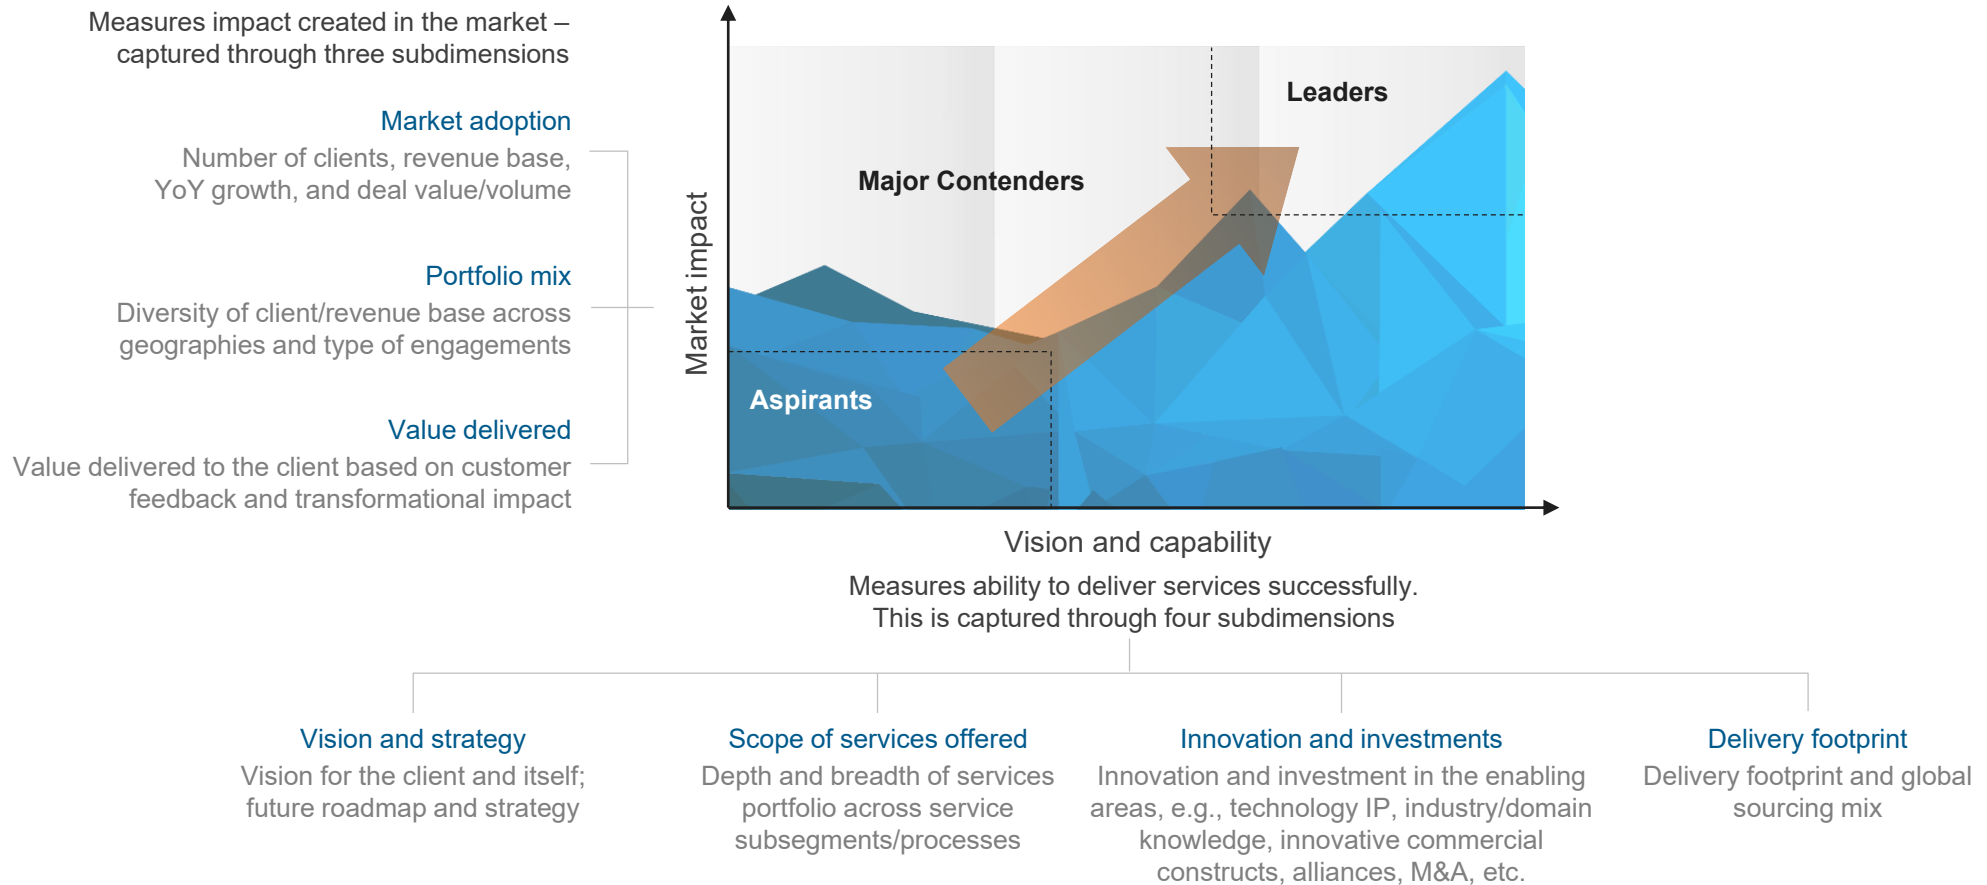 Measures impact created in the market –
captured through three subdimensions
Market adoption
Number of clients, revenue base,
YoY growth, and deal value/volume
Portfolio mix
Diversity of client/revenue base across
geographies and type of engagements
Value delivered
Value delivered to the client based on customer
feedback and transformational impact
Market impact
Leaders
Major Contenders
Aspirants
Vision and capability
Measures ability to deliver services successfully.
This is captured through four subdimensions
Vision and strategy
Vision for the client and itself;
future roadmap and strategy
Scope of services offered
Depth and breadth of services
portfolio across service
subsegments/processes
Innovation and investments
Innovation and investment in the enabling
areas, e.g., technology IP, industry/domain
knowledge, innovative commercial
constructs, alliances, M&A, etc.
Delivery footprint
Delivery footprint and global
sourcing mix